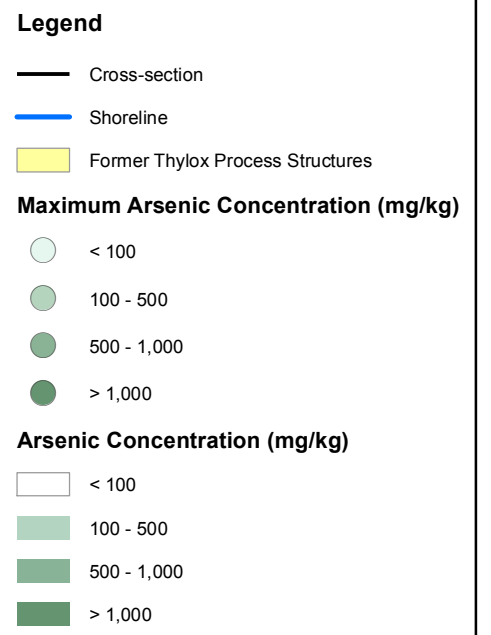 Legend
Cross-section
Shoreline
Former Thylox Process Structures
Maximum Arsenic Concentration (mg/kg)
< 100
100 - 500
500 - 1,000
> 1,000
Arsenic Concentration (mg/kg)
< 100
100 - 500
500 - 1,000
> 1,000